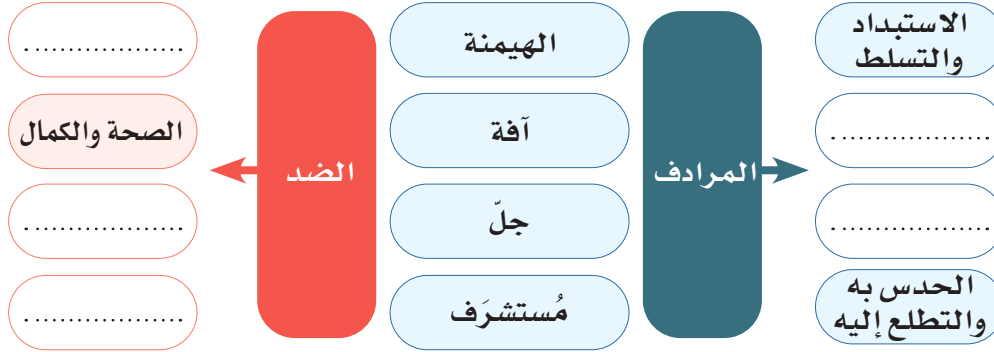 الاستبداد
والتسلط
الهيمنة
..................
..................
آفة
الصحة والكمال
المرادف
الضد
..................
جلّ
..................
الحدس به
والتطلع إليه
مُستشرَف
..................